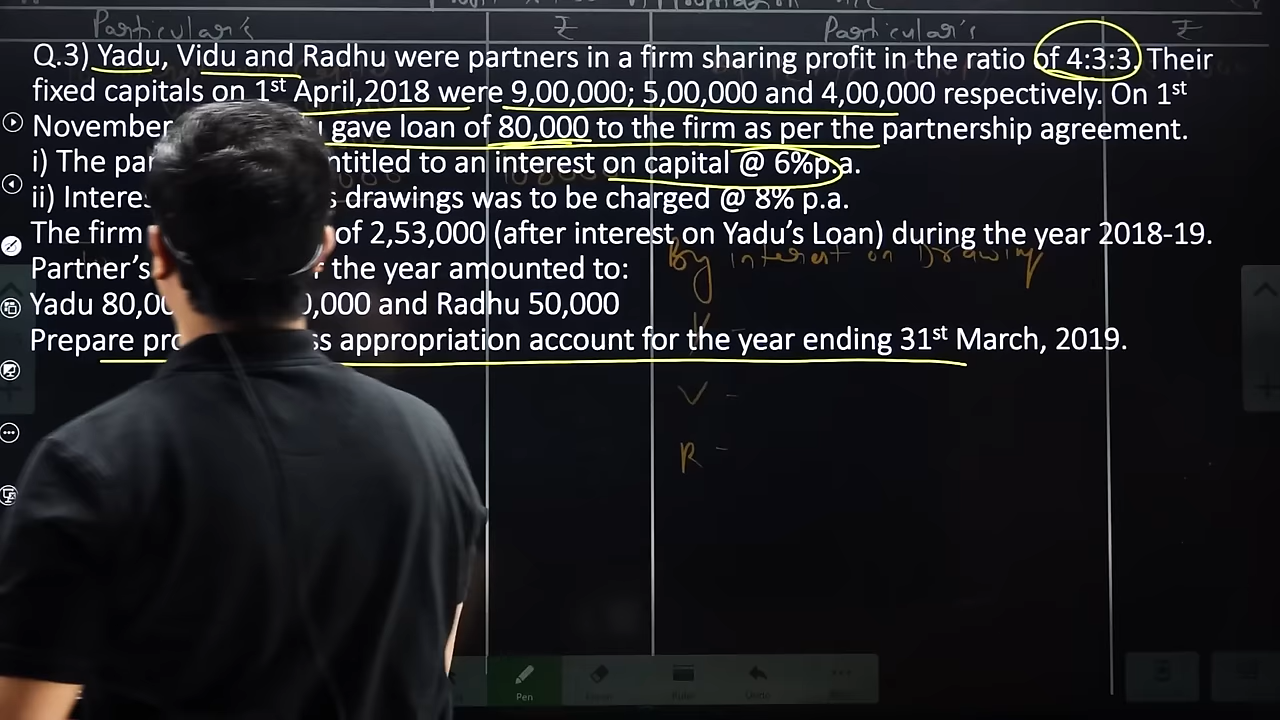 Particular's ₹ Particular's ₹
Q.3) Yadu, Vidu and Radhu were partners in a firm sharing profit in the ratio of 4:3:3. Their
fixed capitals on 1st April,2018 were 9,00,000; 5,00,000 and 4,00,000 respectively. On 1st
November gave loan of 80,000 to the firm as per the partnership agreement.
i) The par ntitled to an interest on capital @ 6%p.a.
ii) Interes s drawings was to be charged @ 8% p.a.
The firm of 2,53,000 (after interest on Yadu's Loan) during the year 2018-19.
By interest on Drawing
Partner's the year amounted to:
Yadu 80,00 0,000 and Radhu 50,000
Y -
Prepare pro ss appropriation account for the year ending 31st March, 2019.
V -
R -
Pen
Undo